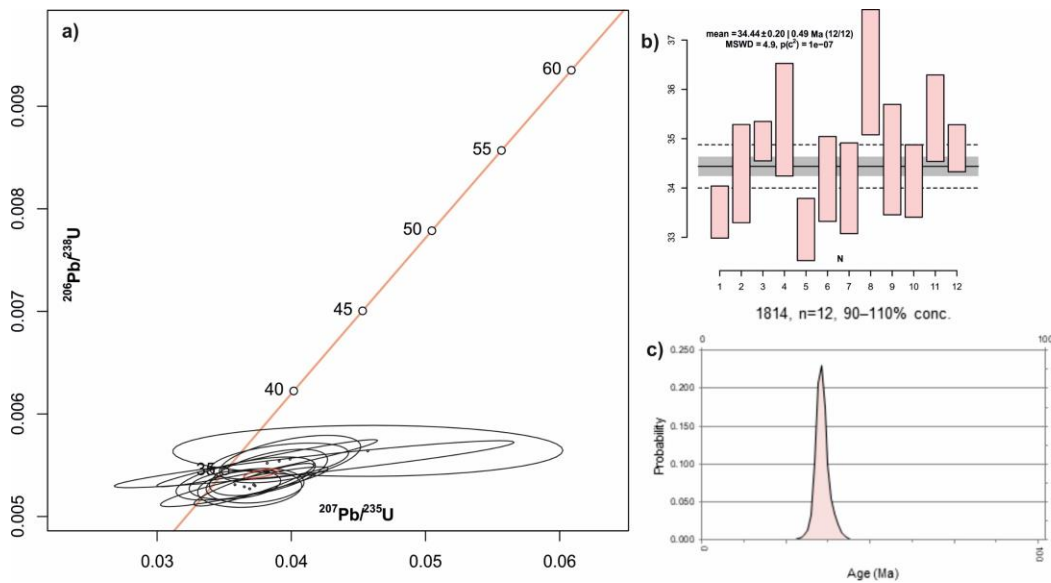 a)
0.009
0.008
0.007
0.006
0.005
206Pb/238U
60
55
50
45
40
35
207Pb/235U
0.03 0.04 0.05 0.06
b)
mean = 34.44±0.20 | 0.49 Ma (12/12)
MSWD = 4.9, p(c²) = 1e−07
37
36
35
34
33
N
1 2 3 4 5 6 7 8 9 10 11 12
1814, n=12, 90–110% conc.
c)
0 100
0.250
0.200
0.150
0.100
0.050
0.000
Probability
0
Age (Ma)